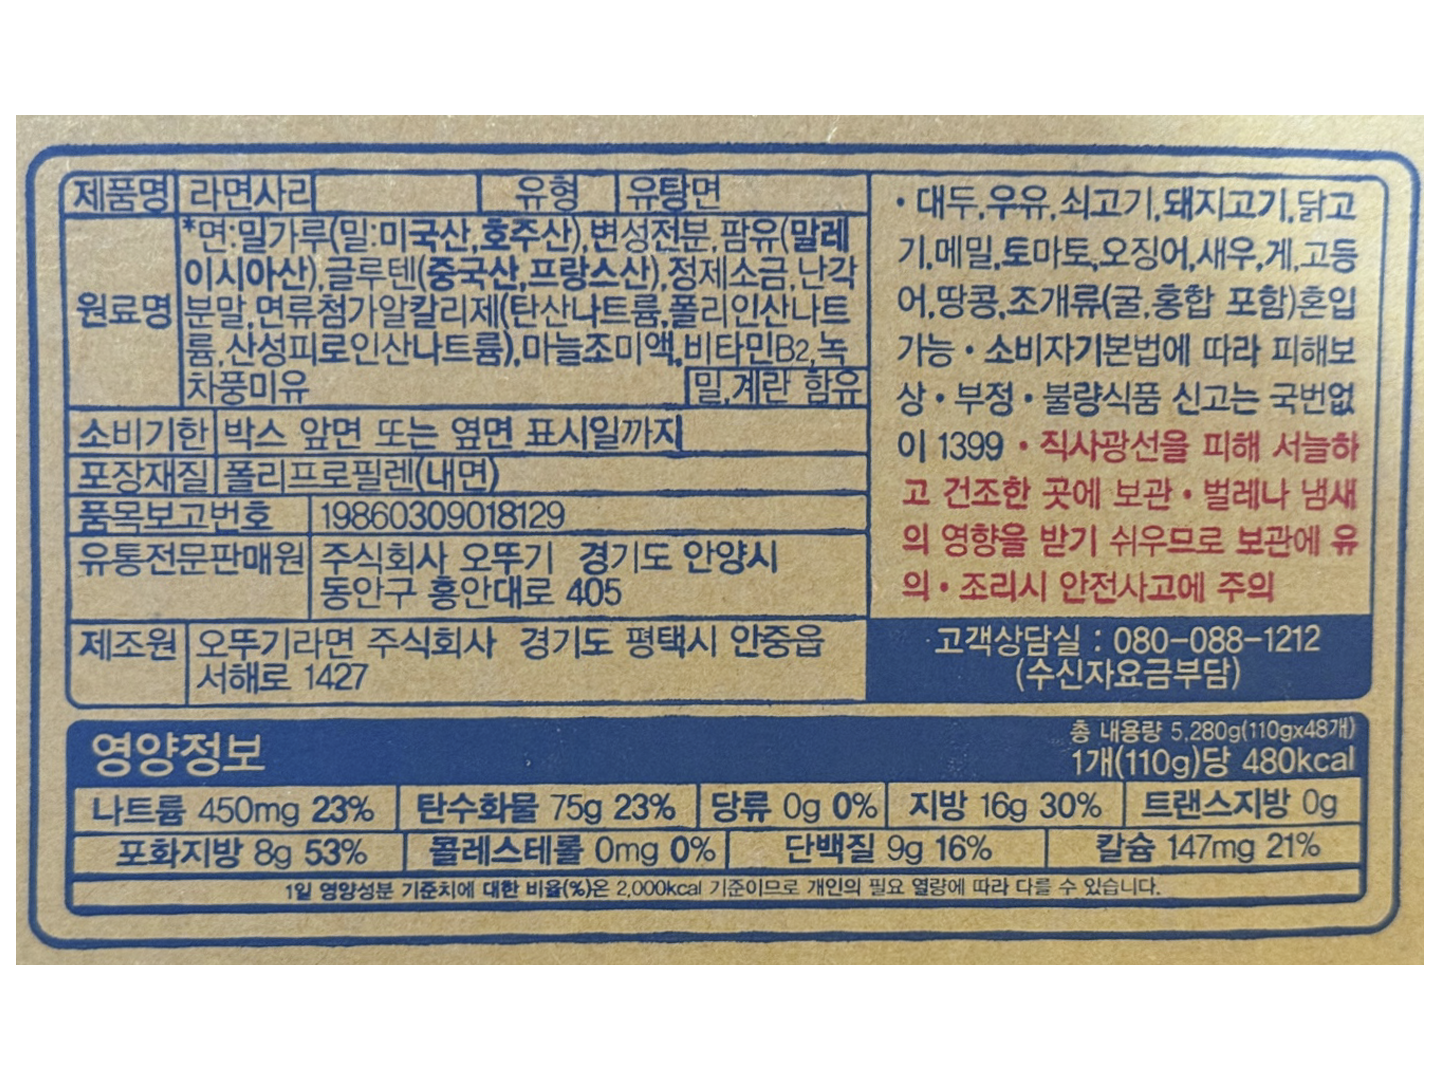 제품명 라면사리 유형 유탕면
원료명
*면:밀가루(밀:미국산,호주산),변성전분,팜유(말레
이시아산),글루텐(중국산,프랑스산),정제소금,난각
분말,면류첨가알칼리제(탄산나트륨,폴리인산나트
륨,산성피로인산나트륨),마늘조미액,비타민B2,녹
차풍미유 밀,계란 함유
소비기한 박스 앞면 또는 옆면 표시일까지
포장재질 폴리프로필렌(내면)
품목보고번호 19860309018129
유통전문판매원 주식회사 오뚜기 경기도 안양시
동안구 흥안대로 405
제조원 오뚜기라면 주식회사 경기도 평택시 안중읍
서해로 1427
• 대두,우유,쇠고기,돼지고기,닭고
기,메밀,토마토,오징어,새우,게,고등
어,땅콩,조개류(굴,홍합 포함)혼입
가능 • 소비자기본법에 따라 피해보
상 • 부정 • 불량식품 신고는 국번없
이 1399 • 직사광선을 피해 서늘하
고 건조한 곳에 보관 • 벌레나 냄새
의 영향을 받기 쉬우므로 보관에 유
의 • 조리시 안전사고에 주의
고객상담실 : 080-088-1212
(수신자요금부담)
영양정보
총 내용량 5,280g(110gx48개)
1개(110g)당 480kcal
나트륨 450mg 23% 탄수화물 75g 23% 당류 0g 0% 지방 16g 30% 트랜스지방 0g
포화지방 8g 53% 콜레스테롤 0mg 0% 단백질 9g 16% 칼슘 147mg 21%
1일 영양성분 기준치에 대한 비율(%)은 2,000kcal 기준이므로 개인의 필요 열량에 따라 다를 수 있습니다.